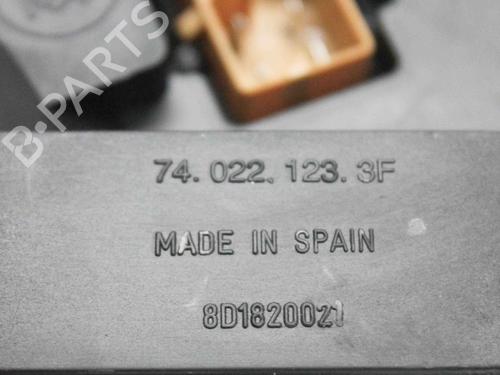 B-PARTS
74. 022. 123. 3F
MADE IN SPAIN
8D1820021